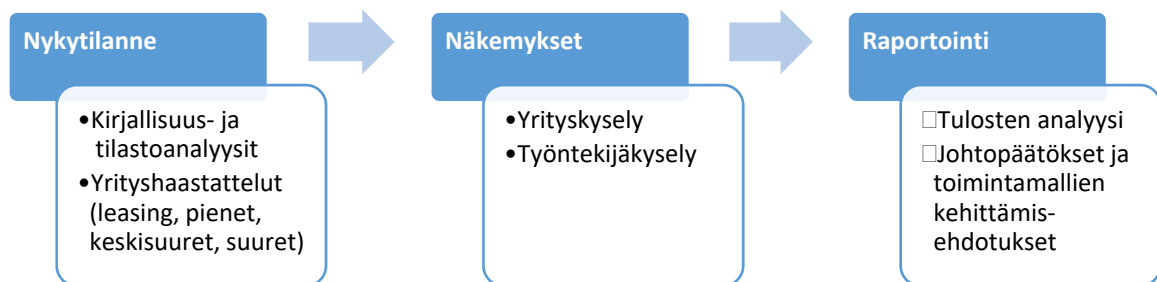 Nykytilanne
•Kirjallisuus- ja
tilastoanalyysit
•Yrityshaastattelut
(leasing, pienet,
keskisuuret, suuret)
Näkemykset
•Yrityskysely
•Työntekijäkysely
Raportointi
□Tulosten analyysi
□Johtopäätökset ja
toimintamallien
kehittämis-
ehdotukset